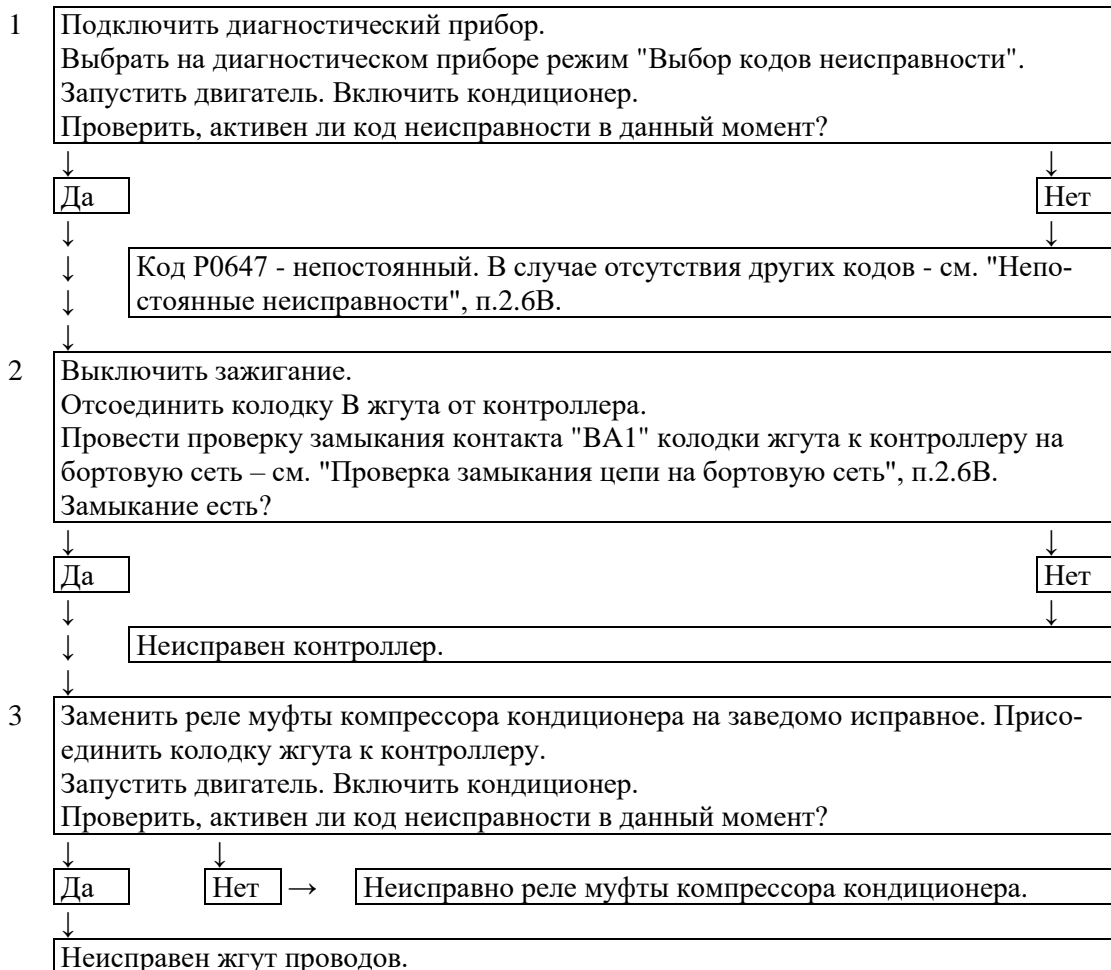 1 Подключить диагностический прибор.
Выбрать на диагностическом приборе режим "Выбор кодов неисправности".
Запустить двигатель. Включить кондиционер.
Проверить, активен ли код неисправности в данный момент?
↓ ↓
Да Нет
↓ ↓
↓ Код P0647 - непостоянный. В случае отсутствия других кодов - см. "Непо-
↓ стоянные неисправности", п.2.6В.
↓
2 Выключить зажигание.
Отсоединить колодку В жгута от контроллера.
Провести проверку замыкания контакта "BA1" колодки жгута к контроллеру на
бортовую сеть – см. "Проверка замыкания цепи на бортовую сеть", п.2.6В.
Замыкание есть?
↓ ↓
Да Нет
↓ ↓
↓ Неисправен контроллер.
↓
3 Заменить реле муфты компрессора кондиционера на заведомо исправное. Присо-
единить колодку жгута к контроллеру.
Запустить двигатель. Включить кондиционер.
Проверить, активен ли код неисправности в данный момент?
↓ ↓
Да Нет → Неисправно реле муфты компрессора кондиционера.
↓
Неисправен жгут проводов.